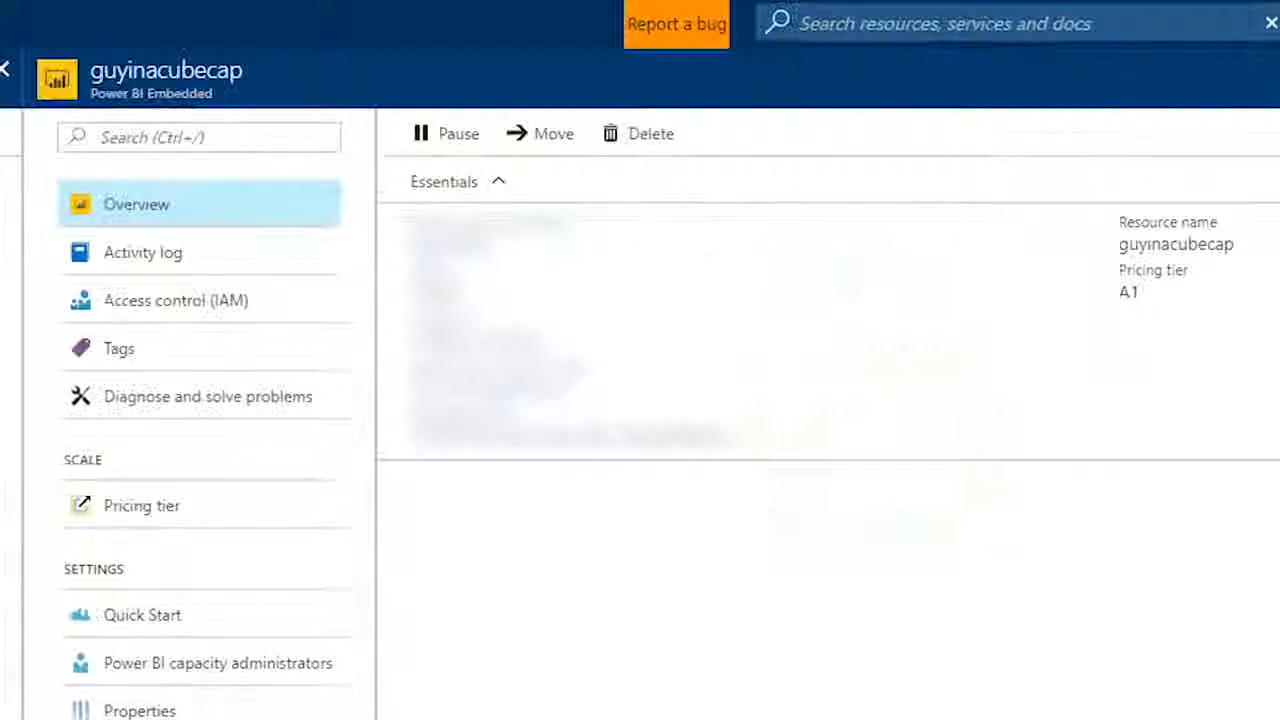 Report a bug
Search resources, services and docs
guyinacubecap
Power BI Embedded
Search (Ctrl+/)
Pause
Move
Delete
Essentials
Overview
Activity log
Access control (IAM)
Tags
Diagnose and solve problems
SCALE
Pricing tier
SETTINGS
Quick Start
Power BI capacity administrators
Properties
Resource name
guyinacubecap
Pricing tier
A1